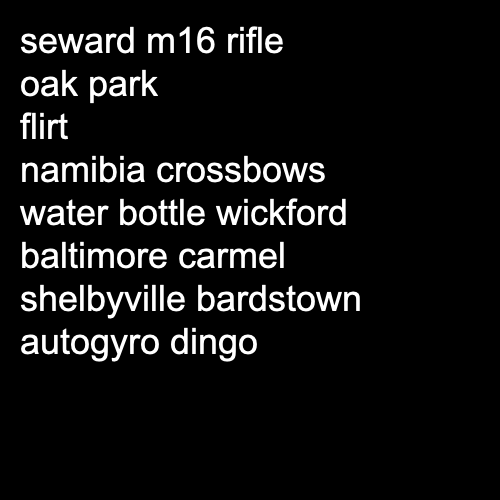 seward m16 rifle
oak park
flirt
namibia crossbows
water bottle wickford
baltimore carmel
shelbyville bardstown
autogyro dingo